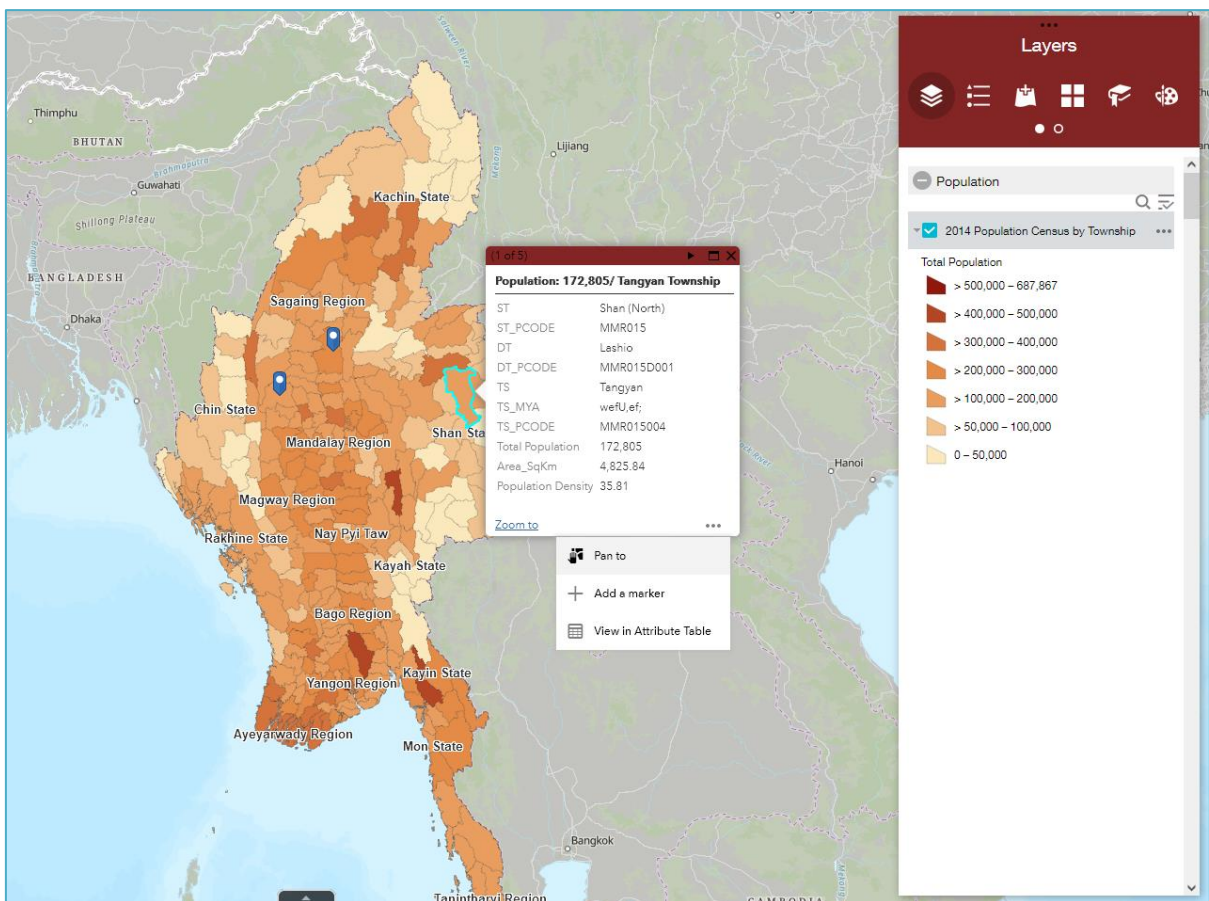 Thimphu
BHUTAN
Brahmaputra
Guwahati
Shillong Plateau
BANGLADESH
Dhaka
Salween River
Lijiang
Mekong
Kachin State
Sagaing Region
Chin State
Shan Sta
Mandalay Region
Magway Region
Rakhine State
Nay Pyi Taw
Kayah State
Bago Region
Kayin State
Yangon Region
Ayeyarwady Region
Mon State
Bangkok
Tanintharyi Region
CAMBODIA
Hanoi
(1 of 5)
Population: 172,805/ Tangyan Township
ST Shan (North)
ST_PCODE MMR015
DT Lashio
DT_PCODE MMR015D001
TS Tangyan
TS_MYA wefU,ef;
TS_PCODE MMR015004
Total Population 172,805
Area_SqKm 4,825.84
Population Density 35.81
Zoom to
Pan to
Add a marker
View in Attribute Table
Layers
Population
2014 Population Census by Township
Total Population
> 500,000 – 687,867
> 400,000 – 500,000
> 300,000 – 400,000
> 200,000 – 300,000
> 100,000 – 200,000
> 50,000 – 100,000
0 – 50,000